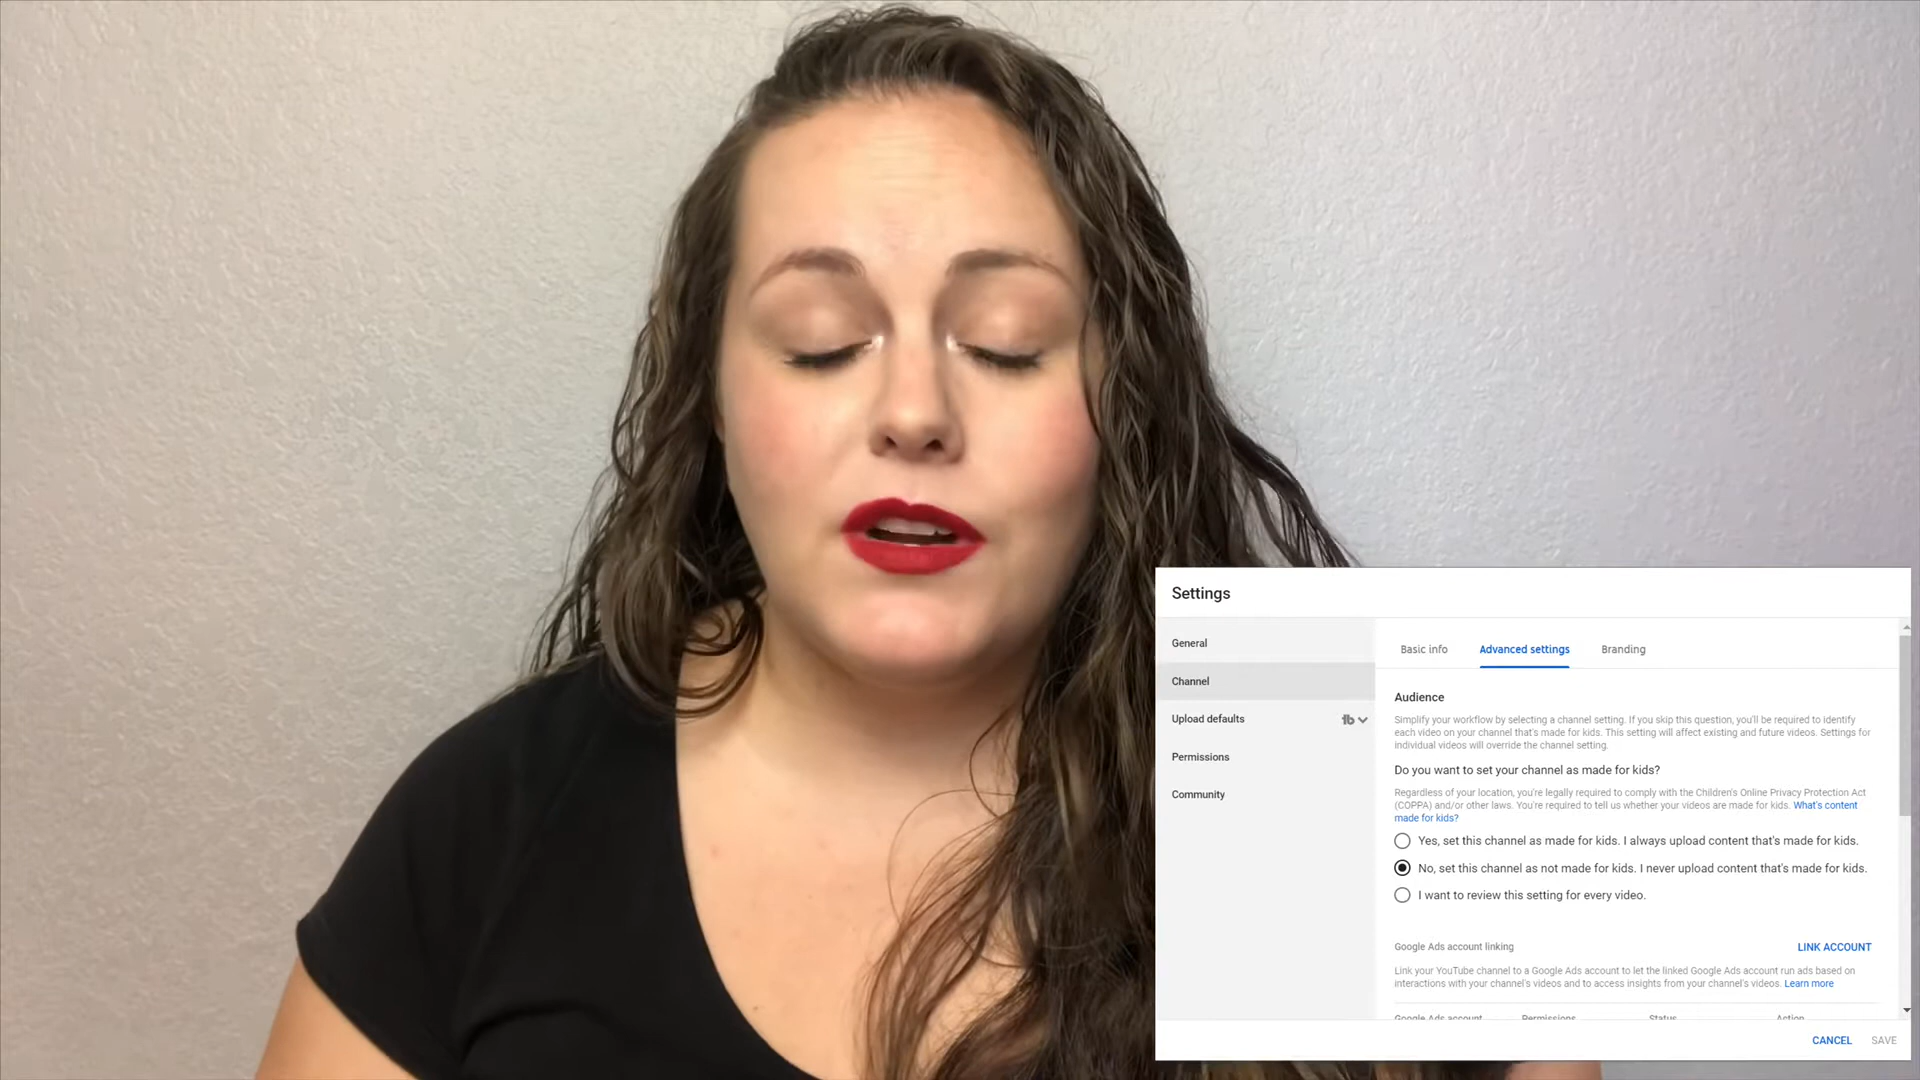 Settings
General
Channel
Upload defaults
Permissions
Community
Basic info
Advanced settings
Branding
Audience
Simplify your workflow by selecting a channel setting. If you skip this question, you'll be required to identify
each video on your channel that's made for kids. This setting will affect existing and future videos. Settings for
individual videos will override the channel setting.
Do you want to set your channel as made for kids?
Regardless of your location, you're legally required to comply with the Children's Online Privacy Protection Act
(COPPA) and/or other laws. You're required to tell us whether your videos are made for kids. What's content
made for kids?
Yes, set this channel as made for kids. I always upload content that's made for kids.
No, set this channel as not made for kids. I never upload content that's made for kids.
I want to review this setting for every video.
Google Ads account linking
LINK ACCOUNT
Link your YouTube channel to a Google Ads account to let the linked Google Ads account run ads based on
interactions with your channel's videos and to access insights from your channel's videos. Learn more
Google Ads account Permissions Status Action
CANCEL SAVE